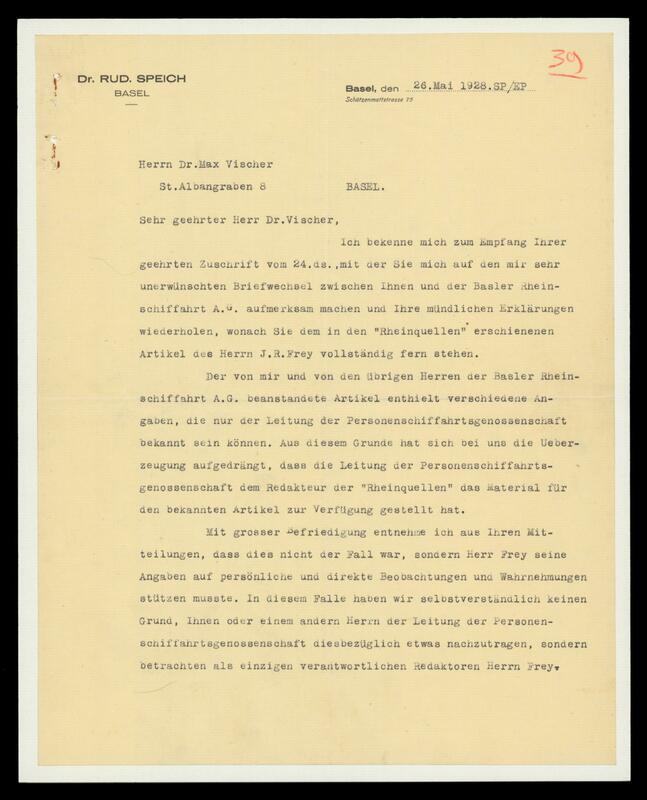 39
Dr. RUD. SPEICH
BASEL
Basel, den 26.Mai 1928.SP/EP
Schützenmattstrasse 75
Herrn Dr.Max Vischer
St.Albangraben 8 BASEL.
Sehr geehrter Herr Dr.Vischer,
Ich bekenne mich zum Empfang Ihrer
geehrten Zuschrift vom 24.ds.,mit der Sie mich auf den mir sehr
unerwünschten Briefwechsel zwischen Ihnen und der Basler Rhein-
schiffahrt A.G. aufmerksam machen und Ihre mündlichen Erklärungen
wiederholen, wonach Sie dem in den "Rheinquellen" erschienenen
Artikel des Herrn J.R.Frey vollständig fern stehen.
Der von mir und von den übrigen Herren der Basler Rhein-
schiffahrt A.G. beanstandete Artikel enthielt verschiedene An-
gaben, die nur der Leitung der Personenschiffahrtsgenossenschaft
bekannt sein können. Aus diesem Grunde hat sich bei uns die Ueber-
zeugung aufgedrängt, dass die Leitung der Personenschiffahrts-
genossenschaft dem Redakteur der "Rheinquellen" das Material für
den bekannten Artikel zur Verfügung gestellt hat.
Mit grosser Befriedigung entnehme ich aus Ihren Mit-
teilungen, dass dies nicht der Fall war, sondern Herr Frey seine
Angaben auf persönliche und direkte Beobachtungen und Wahrnehmungen
stützen musste. In diesem Falle haben wir selbstverständlich keinen
Grund, Ihnen oder einem andern Herrn der Leitung der Personen-
schiffahrtsgenossenschaft diesbezüglich etwas nachzutragen, sondern
betrachten als einzigen verantwortlichen Redaktoren Herrn Frey.